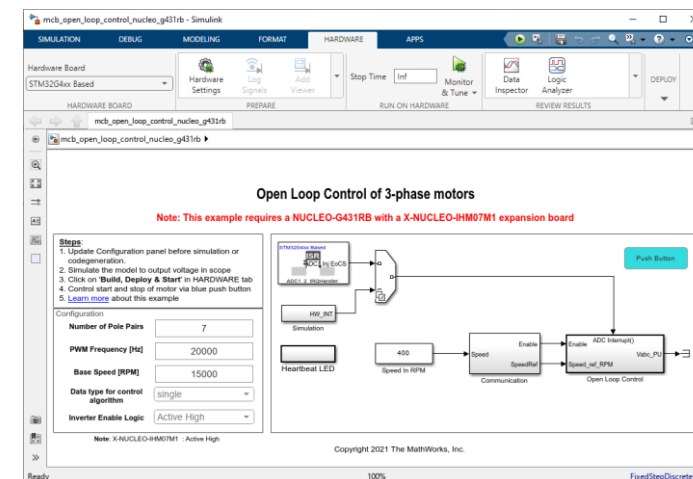 mcb_open_loop_control_nucleo_g431rb - Simulink
SIMULATION DEBUG MODELING FORMAT HARDWARE APPS
Hardware Board
STM32G4xx Based
Hardware Settings
Log Signals
Add Viewer
Stop Time Inf
Monitor & Tune
Data Inspector
Logic Analyzer
DEPLOY
HARDWARE BOARD PREPARE RUN ON HARDWARE REVIEW RESULTS
mcb_open_loop_control_nucleo_g431rb
mcb_open_loop_control_nucleo_g431rb
Open Loop Control of 3-phase motors
Note: This example requires a NUCLEO-G431RB with a X-NUCLEO-IHM07M1 expansion board
Steps:
1. Update Configuration panel before simulation or
codegeneration.
2. Simulate the model to output voltage in scope
3. Click on 'Build, Deploy
& Start' in HARDWARE tab
4. Control start and stop of motor via blue push button
5. Learn more about this
example
Configuration
Number of Pole Pairs 7
PWM Frequency [Hz] 20000
Base Speed [RPM] 15000
Data type for control
algorithm
single
Inverter Enable Logic Active High
Note: X-NUCLEO-IHM07M1 : Active High
STM32G4xx Based
ISR
ADC1_Inj EoCS
ADC1_2_IRQHandler
HW_INT
Simulation
Heartbeat LED
400
Speed In RPM
Speed
Enable
SpeedRef
Communication
ADC Interrupt()
Enable
Speed_ref_RPM
Vabc_PU
Open Loop Control
Push Button
Copyright 2021 The MathWorks, Inc.
Ready 100% FixedStepDiscrete